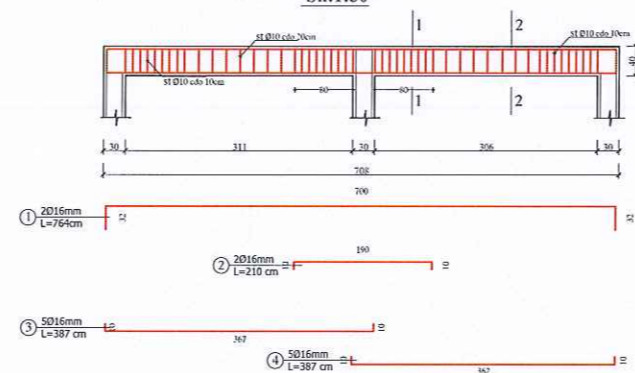 1 2
st Ø10 cdo 20cm
st Ø10 cdo 10cm
st Ø10 cdo 10cm
40
80 80
1 2
30 311 30 306 30
708
700
1 2Ø16mm 32 32
L=764cm
190
2 2Ø16mm 10 10
L=210 cm
3 5Ø16mm 10 10
L=387 cm
367
4 5Ø16mm 10 10
L=387 cm